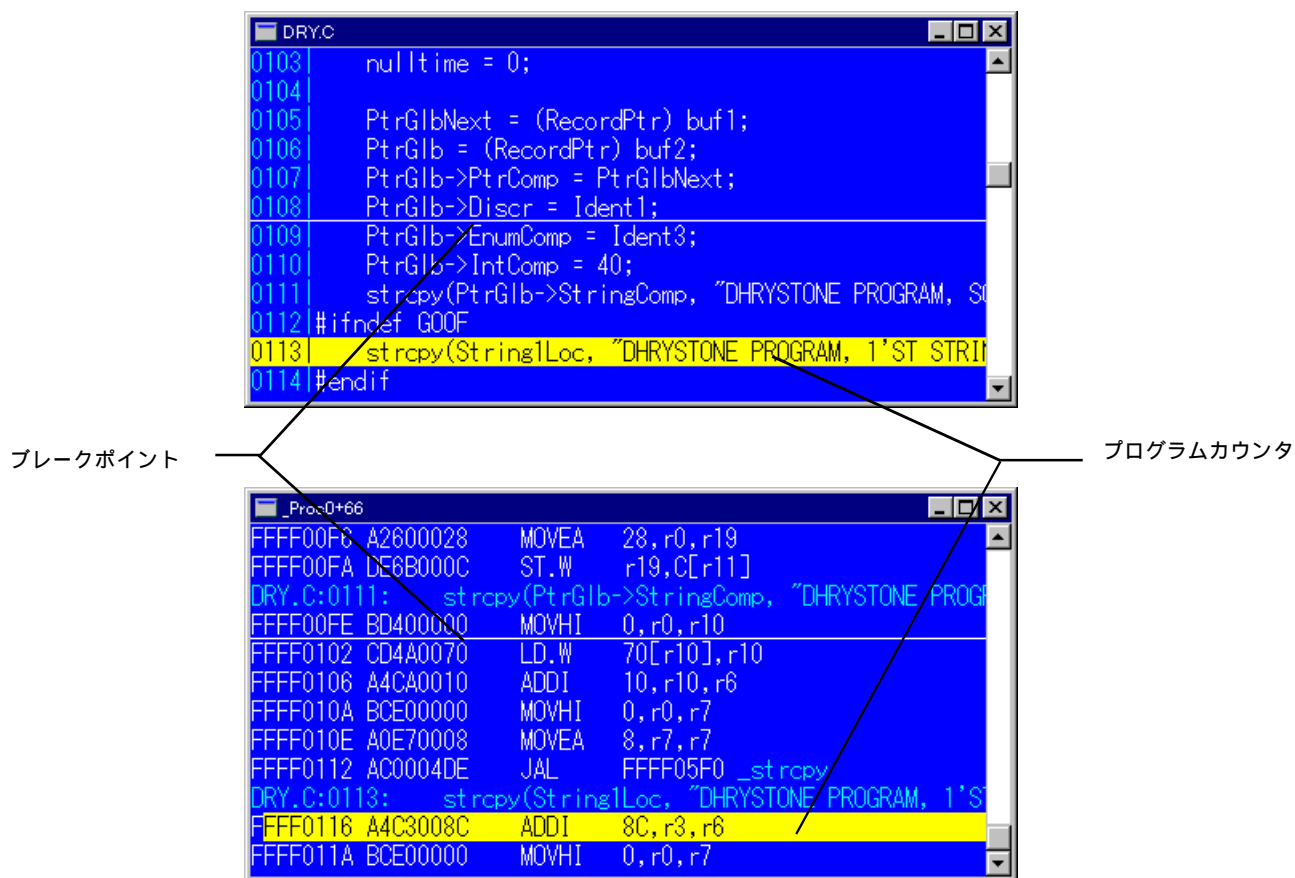 DRY.C
0103|    nulltime = 0;
0104|
0105|    PtrGlbNext = (RecordPtr) buf1;
0106|    PtrGlb = (RecordPtr) buf2;
0107|    PtrGlb->PtrComp = PtrGlbNext;
0108|    PtrGlb->Discr = Ident1;
0109|    PtrGlb->EnumComp = Ident3;
0110|    PtrGlb->IntComp = 40;
0111|    strcpy(PtrGlb->StringComp, "DHRYSTONE PROGRAM, SO
0112|#ifndef GOOF
0113|    strcpy(String1Loc, "DHRYSTONE PROGRAM, 1'ST STRIN
0114|#endif
ブレークポイント
プログラムカウンタ
_Proc0+66
FFFF00F6 A2600028 MOVEA 28,r0,r19
FFFF00FA DE6B000C ST.W r19,C[r11]
DRY.C:0111: strcpy(PtrGlb->StringComp, "DHRYSTONE PROGR
FFFF00FE BD400000 MOVHI 0,r0,r10
FFFF0102 CD4A0070 LD.W 70[r10],r10
FFFF0106 A4CA0010 ADDI 10,r10,r6
FFFF010A BCE00000 MOVHI 0,r0,r7
FFFF010E A0E70008 MOVEA 8,r7,r7
FFFF0112 AC0004DE JAL FFFF05F0 _strcpy
DRY.C:0113: strcpy(String1Loc, "DHRYSTONE PROGRAM, 1'S
FFFF0116 A4C3008C ADDI 8C,r3,r6
FFFF011A BCE00000 MOVHI 0,r0,r7